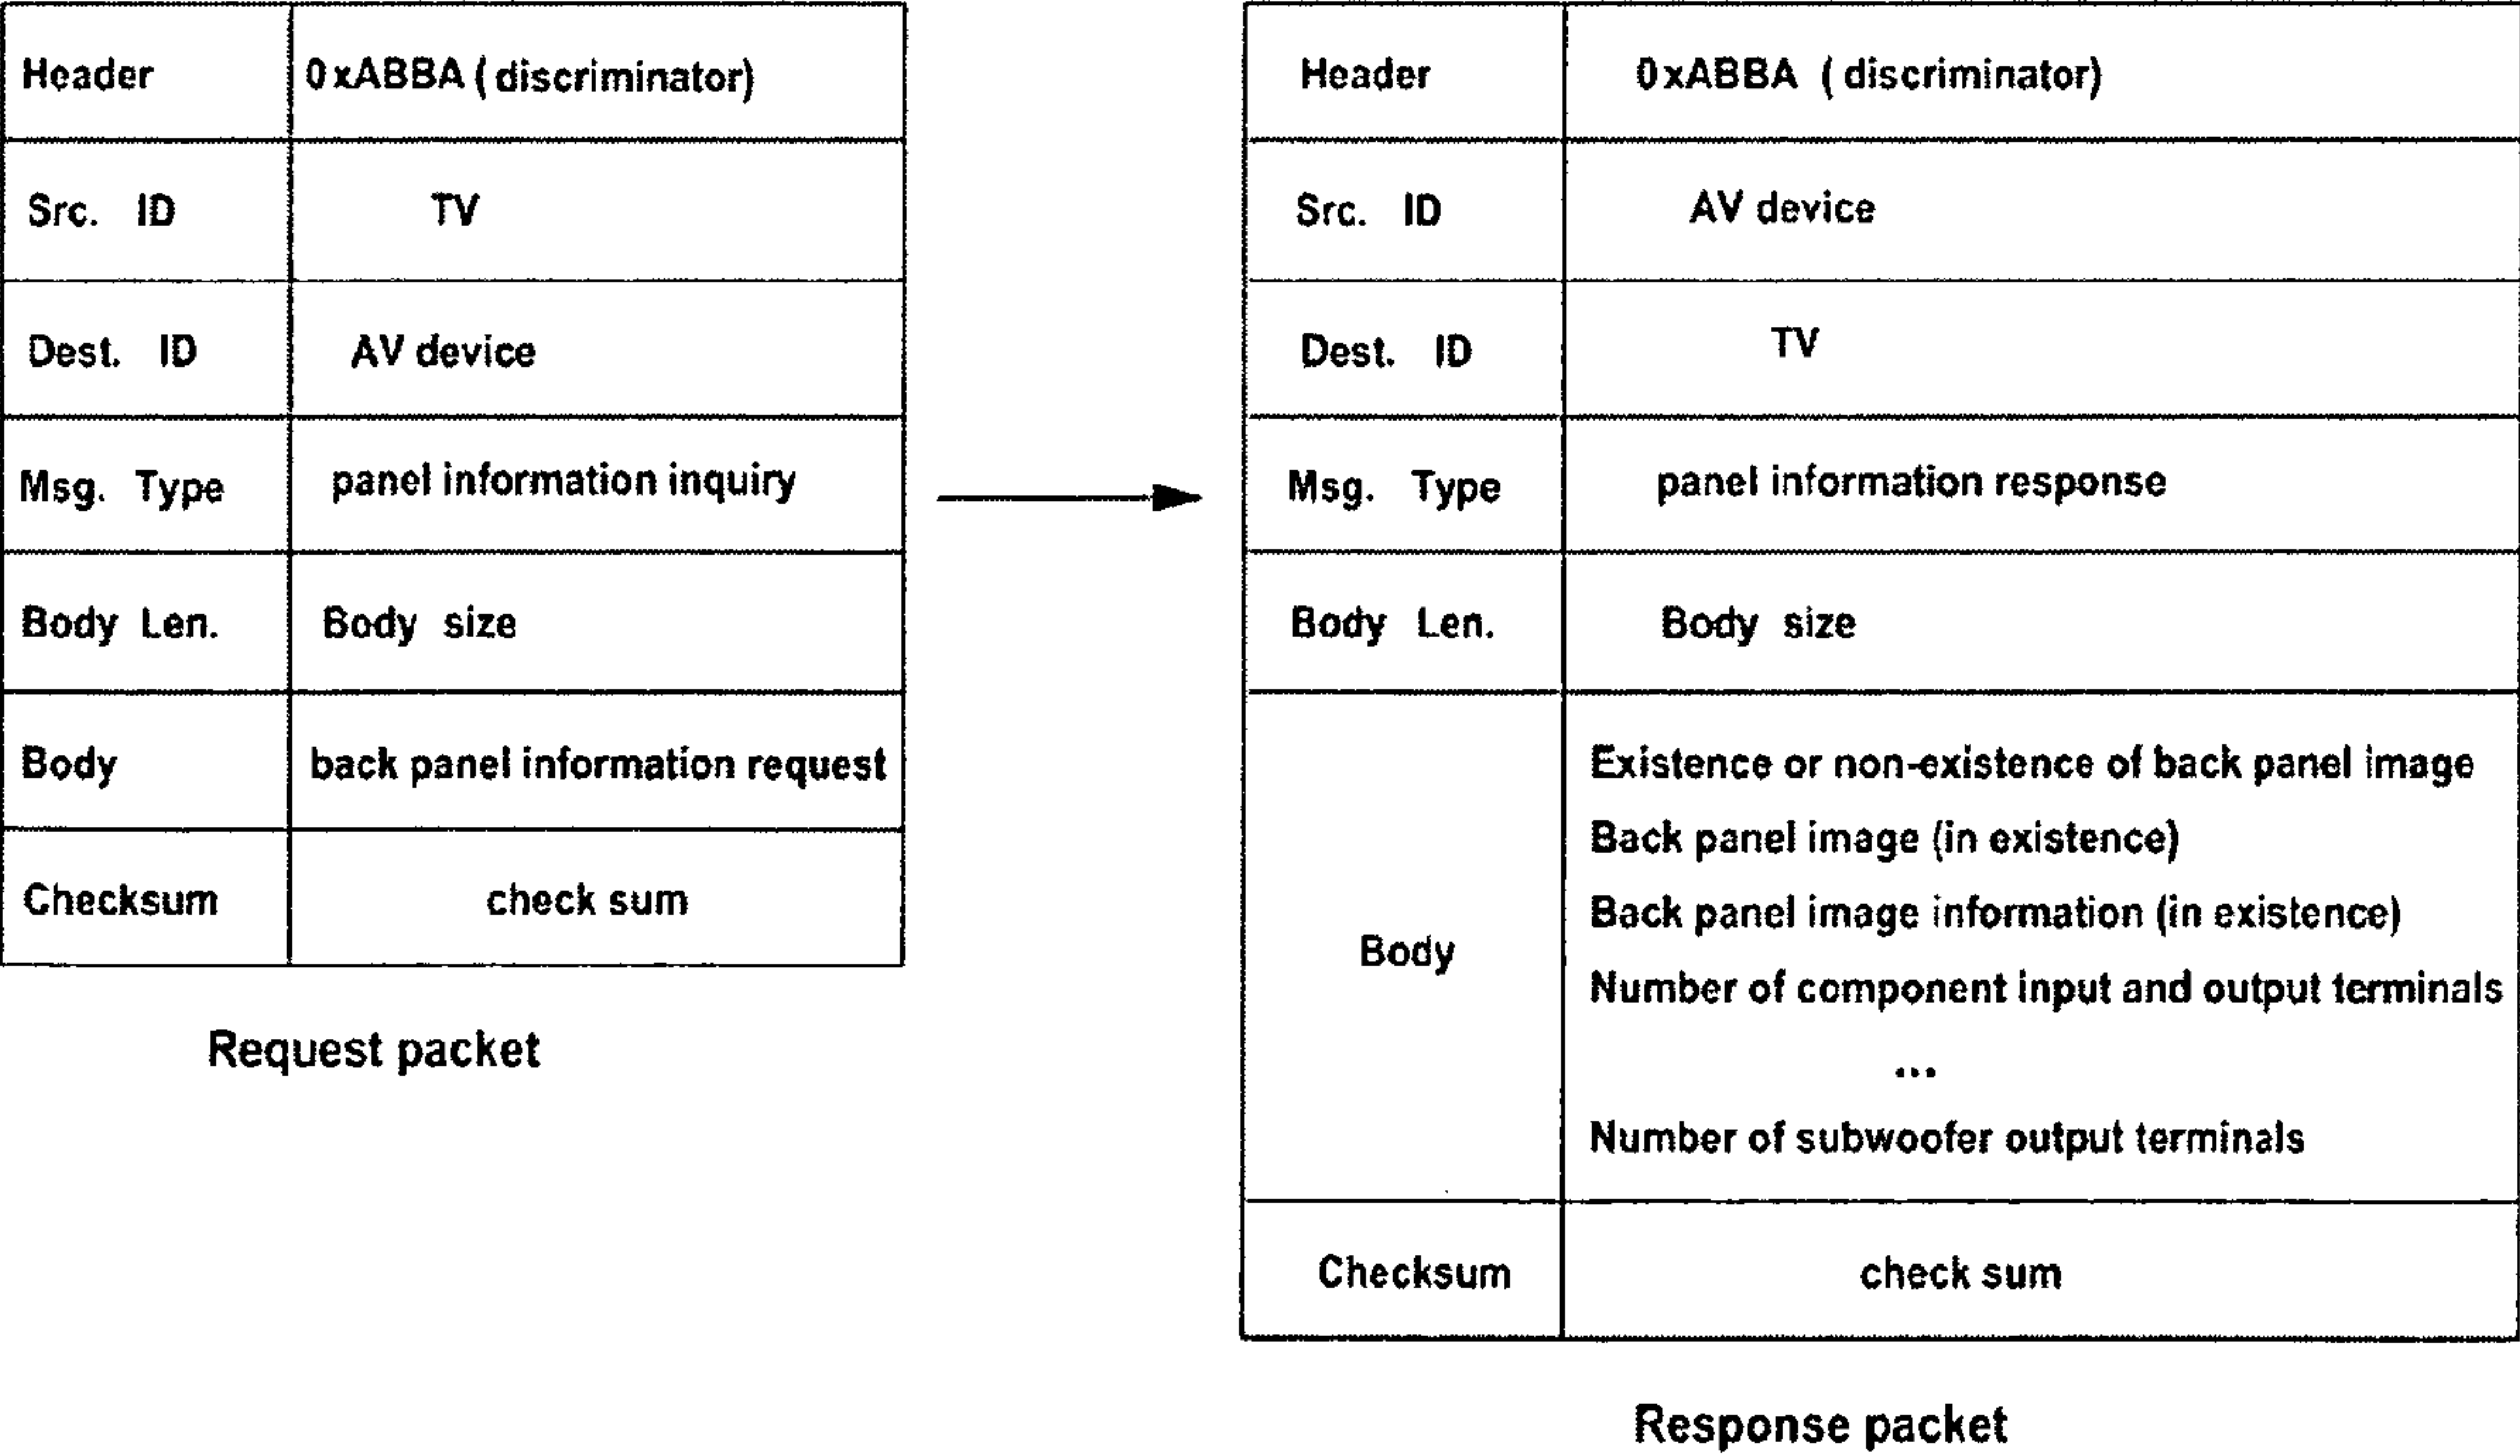 Header 0xABBA (discriminator)
Src. ID TV
Dest. ID AV device
Msg. Type panel information inquiry
Body Len. Body size
Body back panel information request
Checksum check sum
Request packet
Header 0xABBA (discriminator)
Src. ID AV device
Dest. ID TV
Msg. Type panel information response
Body Len. Body size
Body
Existence or non-existence of back panel image
Back panel image (in existence)
Back panel image information (in existence)
Number of component input and output terminals
...
Number of subwoofer output terminals
Checksum check sum
Response packet